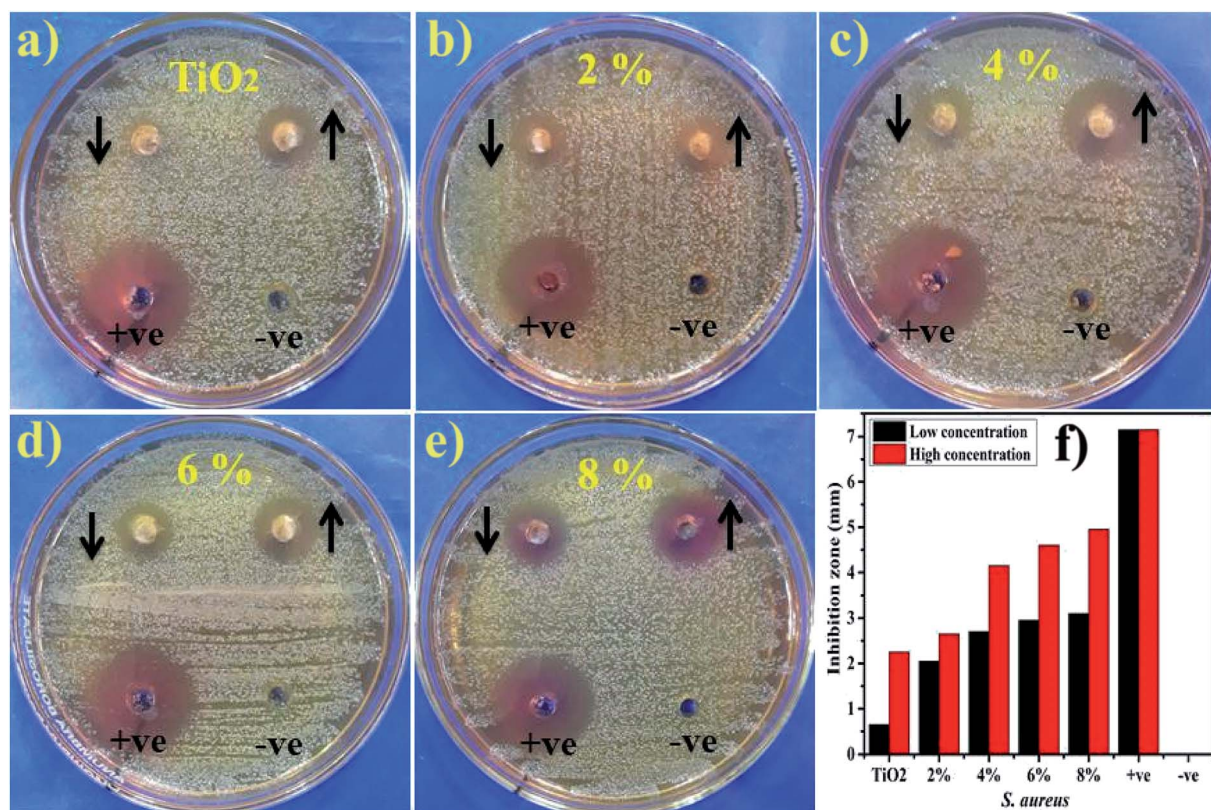 a)
TiO2
+ve
-ve
b)
2 %
+ve
-ve
c)
4 %
+ve
-ve
d)
6 %
+ve
-ve
e)
8 %
+ve
-ve
f)
Low concentration
High concentration
Inhibition zone (mm)
7
6
5
4
3
2
1
0
TiO2 2% 4% 6% 8% +ve -ve
S. aureus